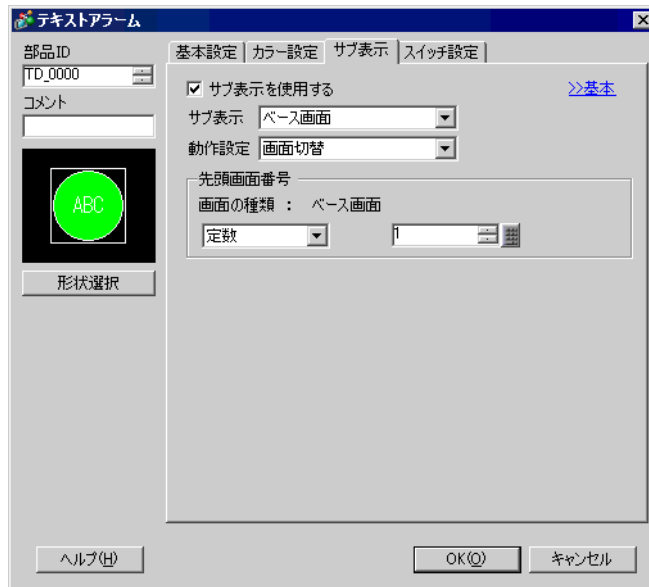 テキストアラーム
部品ID
TD_0000
コメント
ABC
形状選択
基本設定 カラー設定 サブ表示 スイッチ設定
サブ表示を使用する >>基本
サブ表示 ベース画面
動作設定 画面切替
先頭画面番号
画面の種類 : ベース画面
定数 1
ヘルプ(H) OK(O) キャンセル